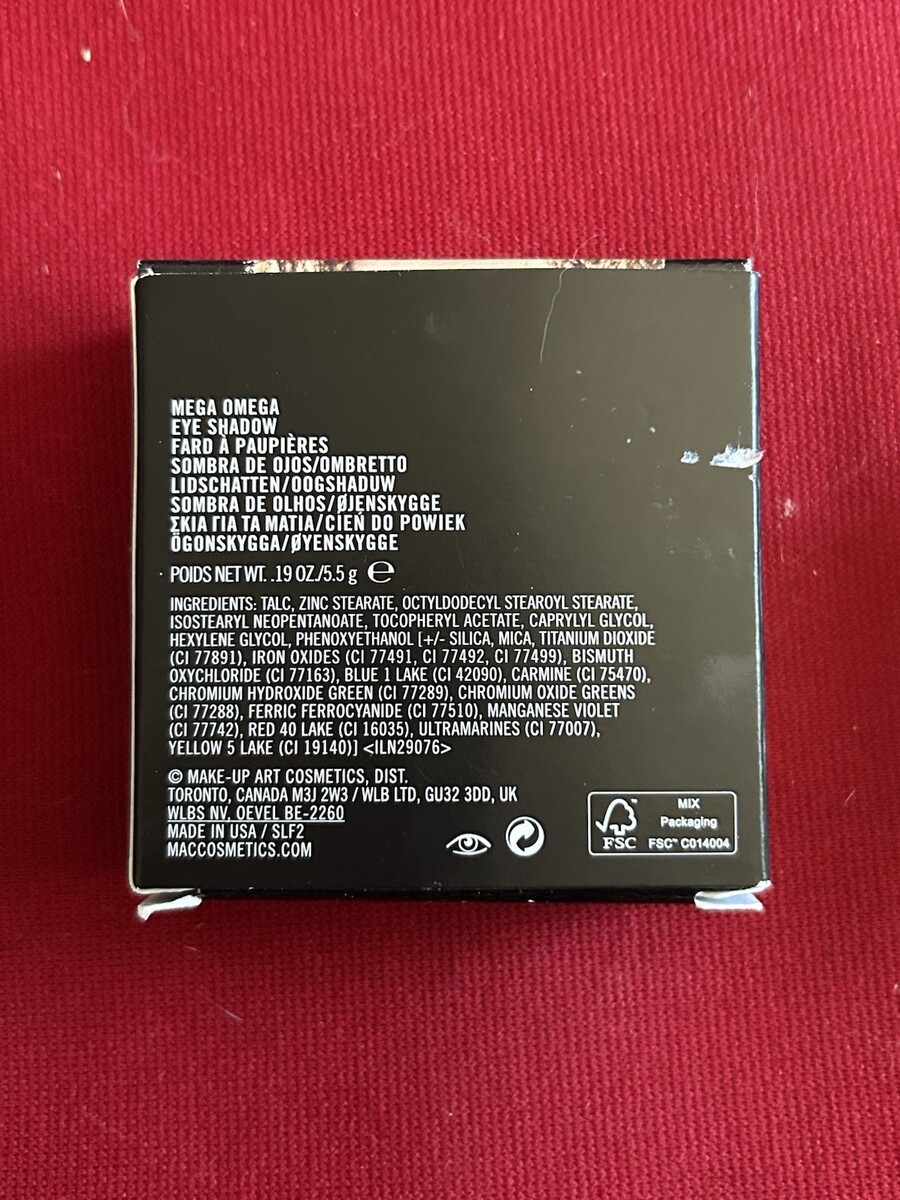 MEGA OMEGA
EYE SHADOW
FARD À PAUPIÈRES
SOMBRA DE OJOS/OMBRETTO
LIDSCHATTEN/OOGSHADUW
SOMBRA DE OLHOS/ØJENSKYGGE
ΣΚΙΑ ΓΙΑ ΤΑ ΜΑΤΙΑ/CIEŃ DO POWIEK
ÖGONSKYGGA/ØYENSKYGGE
POIDS NET WT. .19 OZ./5.5 g ℮
INGREDIENTS: TALC, ZINC STEARATE, OCTYLDODECYL STEAROYL STEARATE,
ISOSTEARYL NEOPENTANOATE, TOCOPHERYL ACETATE, CAPRYLYL GLYCOL,
HEXYLENE GLYCOL, PHENOXYETHANOL [+/- SILICA, MICA, TITANIUM DIOXIDE
(CI 77891), IRON OXIDES (CI 77491, CI 77492, CI 77499), BISMUTH
OXYCHLORIDE (CI 77163), BLUE 1 LAKE (CI 42090), CARMINE (CI 75470),
CHROMIUM HYDROXIDE GREEN (CI 77289), CHROMIUM OXIDE GREENS
(CI 77288), FERRIC FERROCYANIDE (CI 77510), MANGANESE VIOLET
(CI 77742), RED 40 LAKE (CI 16035), ULTRAMARINES (CI 77007),
YELLOW 5 LAKE (CI 19140)] <ILN29076>
© MAKE-UP ART COSMETICS, DIST.
TORONTO, CANADA M3J 2W3 / WLB LTD, GU32 3DD, UK
WLBS NV, OEVEL BE-2260
MADE IN USA / SLF2
MACCOSMETICS.COM
FSC™
MIX
Packaging
FSC™ C014004